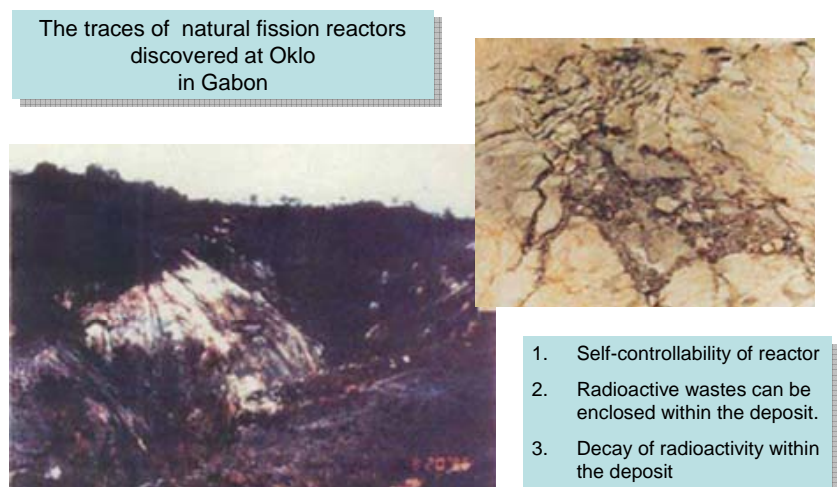 The traces of natural fission reactors
discovered at Oklo
in Gabon
1. Self-controllability of reactor
2. Radioactive wastes can be
enclosed within the deposit.
3. Decay of radioactivity within
the deposit